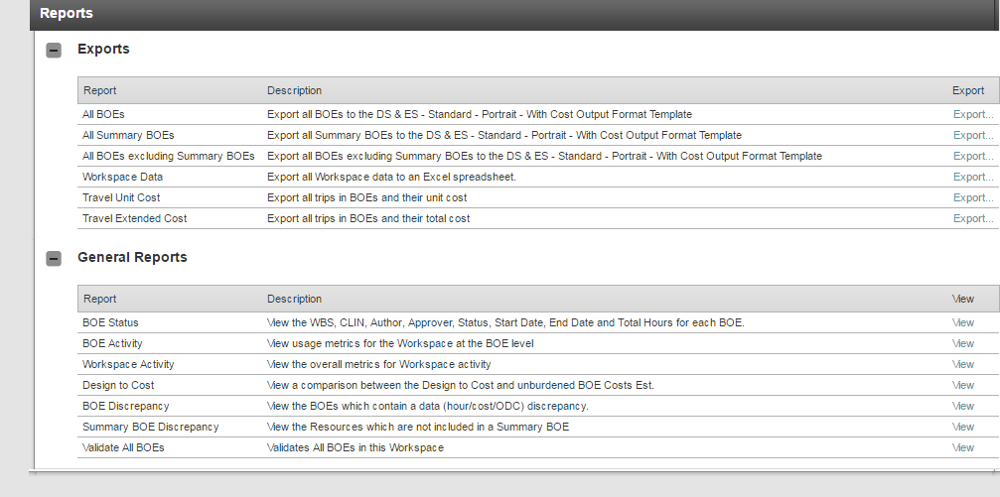 Reports
Exports
Report Description Export
All BOEs Export all BOEs to the DS & ES - Standard - Portrait - With Cost Output Format Template Export...
All Summary BOEs Export all Summary BOEs to the DS & ES - Standard - Portrait - With Cost Output Format Template Export...
All BOEs excluding Summary BOEs Export all BOEs excluding Summary BOEs to the DS & ES - Standard - Portrait - With Cost Output Format Template Export...
Workspace Data Export all Workspace data to an Excel spreadsheet. Export...
Travel Unit Cost Export all trips in BOEs and their unit cost Export...
Travel Extended Cost Export all trips in BOEs and their total cost Export...
General Reports
Report Description View
BOE Status View the WBS, CLIN, Author, Approver, Status, Start Date, End Date and Total Hours for each BOE. View
BOE Activity View usage metrics for the Workspace at the BOE level View
Workspace Activity View the overall metrics for Workspace activity View
Design to Cost View a comparison between the Design to Cost and unburdened BOE Costs Est. View
BOE Discrepancy View the BOEs which contain a data (hour/cost/ODC) discrepancy. View
Summary BOE Discrepancy View the Resources which are not included in a Summary BOE View
Validate All BOEs Validates All BOEs in this Workspace View